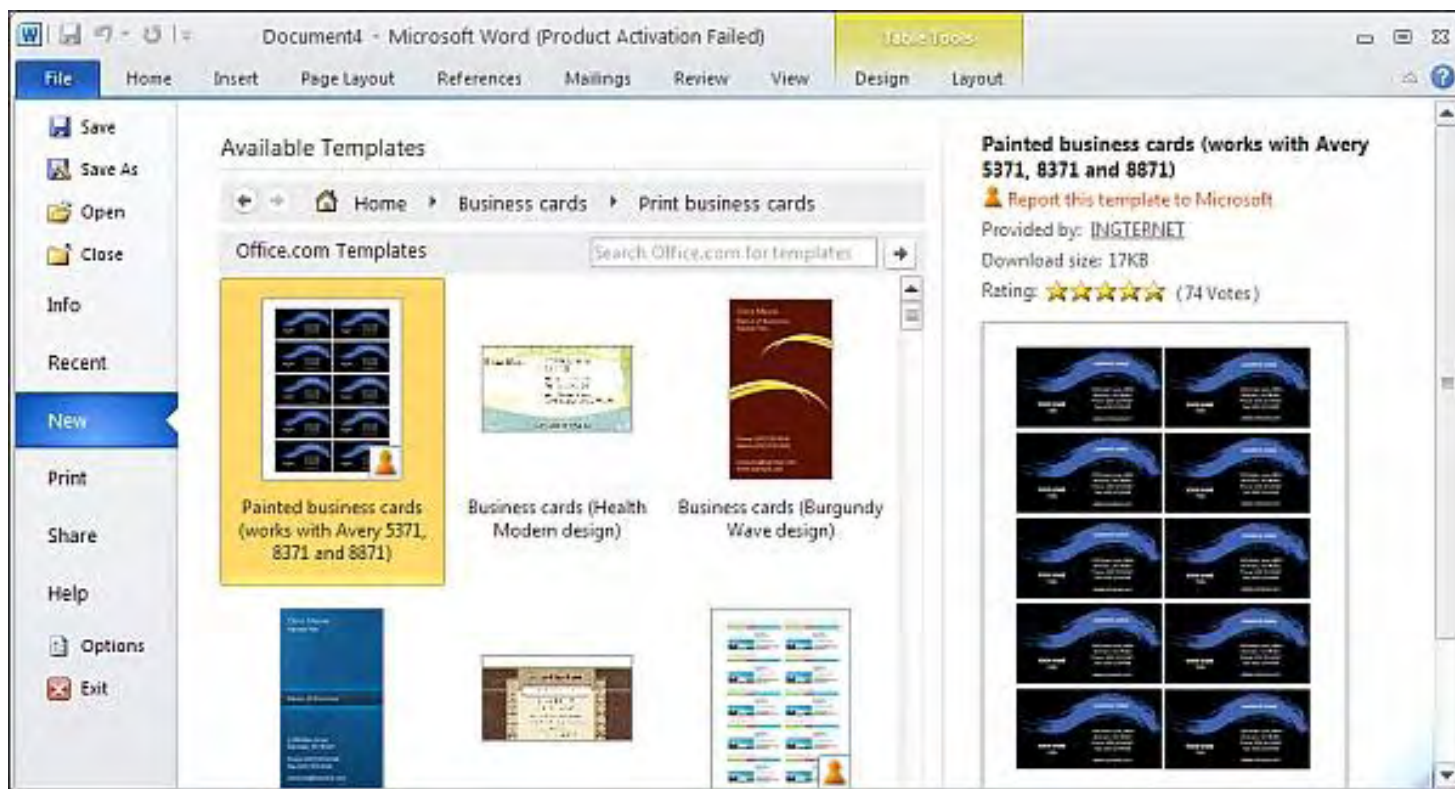 Document4 - Microsoft Word (Product Activation Failed)
Table Tools
File Home Insert Page Layout References Mailings Review View Design Layout
Save
Save As
Open
Close
Info
Recent
New
Print
Share
Help
Options
Exit
Available Templates
Home Business cards Print business cards
Office.com Templates
Search Office.com for templates
Painted business cards
(works with Avery 5371,
8371 and 8871)
Business cards (Health
Modern design)
Business cards (Burgundy
Wave design)
Painted business cards (works with Avery
5371, 8371 and 8871)
Report this template to Microsoft
Provided by: INGTERNET
Download size: 17KB
Rating: (74 Votes)